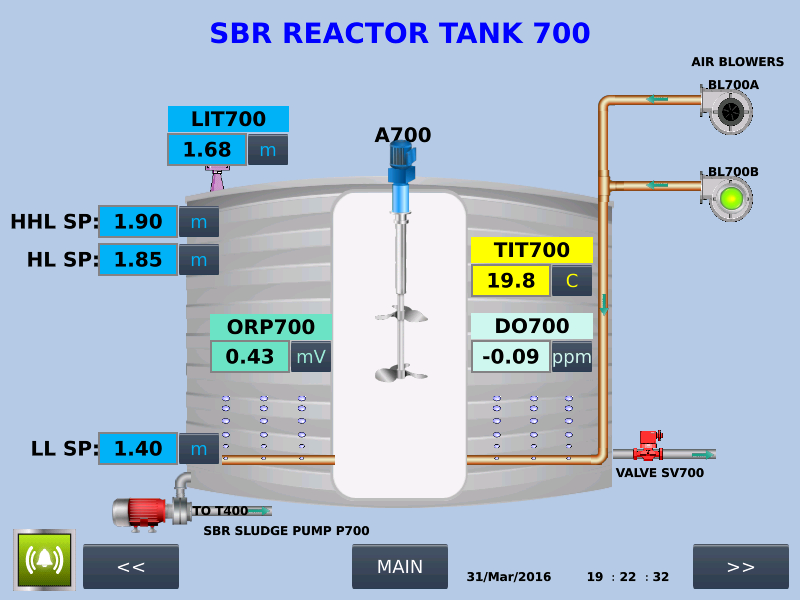 SBR REACTOR TANK 700
AIR BLOWERS
BL700A
LIT700
1.68 m
A700
BL700B
HHL SP: 1.90 m
HL SP: 1.85 m
TIT700
19.8 C
ORP700
0.43 mV
DO700
-0.09 ppm
LL SP: 1.40 m
VALVE SV700
TO T400
SBR SLUDGE PUMP P700
<< MAIN 31/Mar/2016 19 : 22 : 32 >>